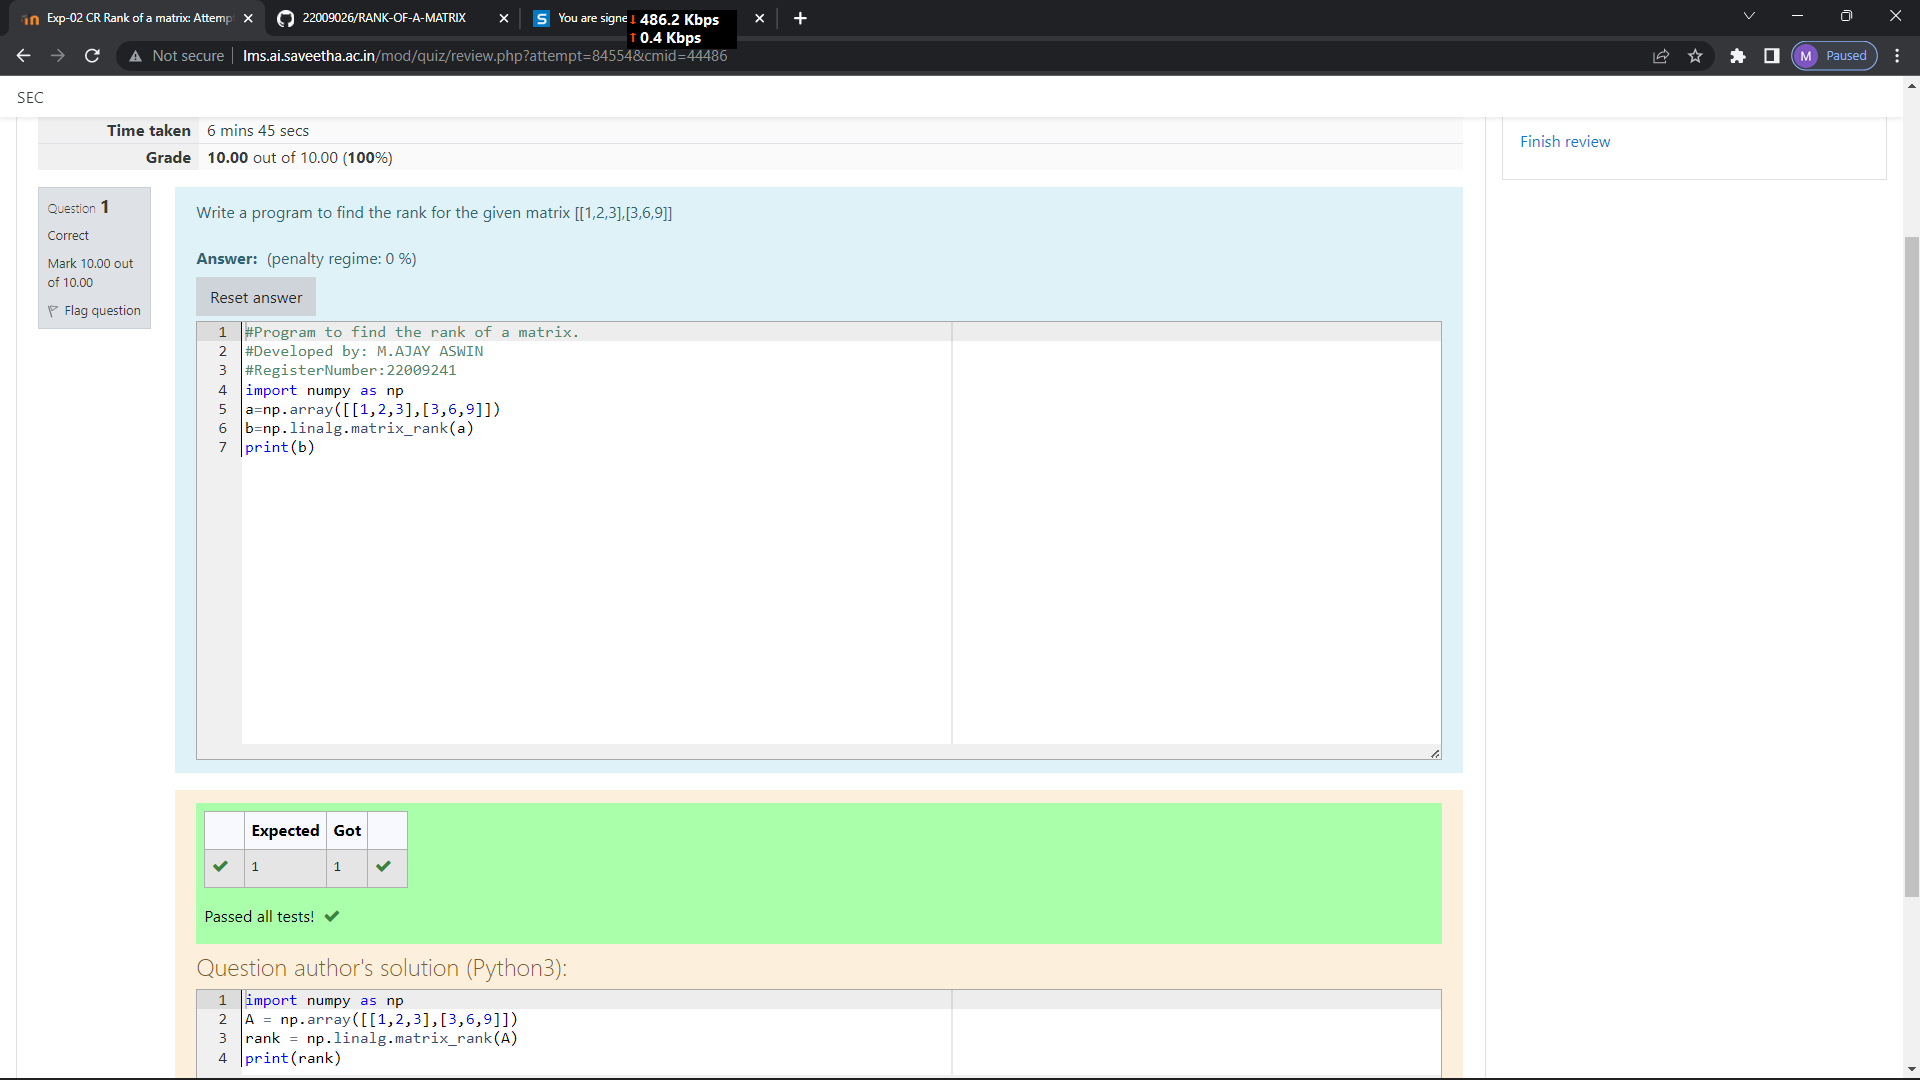 Exp-02 CR Rank of a matrix: Attemp
22009026/RANK-OF-A-MATRIX
You are signe
486.2 Kbps
0.4 Kbps
Not secure
lms.ai.saveetha.ac.in/mod/quiz/review.php?attempt=84554&cmid=44486
M
Paused
SEC
Time taken 6 mins 45 secs
Grade 10.00 out of 10.00 (100%)
Finish review
Question 1
Correct
Mark 10.00 out
of 10.00
Flag question
Write a program to find the rank for the given matrix [[1,2,3],[3,6,9]]
Answer: (penalty regime: 0 %)
Reset answer
1 #Program to find the rank of a matrix.
2 #Developed by: M.AJAY ASWIN
3 #RegisterNumber:22009241
4 import numpy as np
5 a=np.array([[1,2,3],[3,6,9]])
6 b=np.linalg.matrix_rank(a)
7 print(b)
Expected Got
1 1
Passed all tests!
Question author's solution (Python3):
1 import numpy as np
2 A = np.array([[1,2,3],[3,6,9]])
3 rank = np.linalg.matrix_rank(A)
4 print(rank)